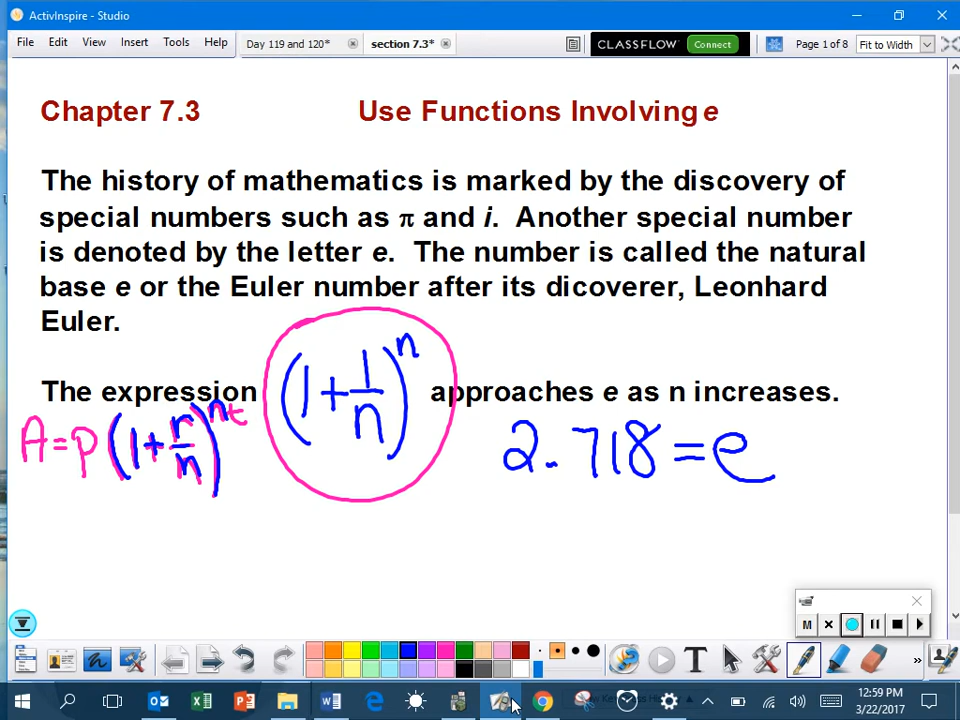 ActivInspire - Studio
File Edit View Insert Tools Help Day 119 and 120* section 7.3* CLASSFLOW Connect Page 1 of 8 Fit to Width
Chapter 7.3 Use Functions Involving e
The history of mathematics is marked by the discovery of
special numbers such as π and i. Another special number
is denoted by the letter e. The number is called the natural
base e or the Euler number after its dicoverer, Leonhard
Euler.
The expression (1+1/n)^n approaches e as n increases.
A=P(1+r/n)^nt
2.718=e
M
T
12:59 PM
3/22/2017